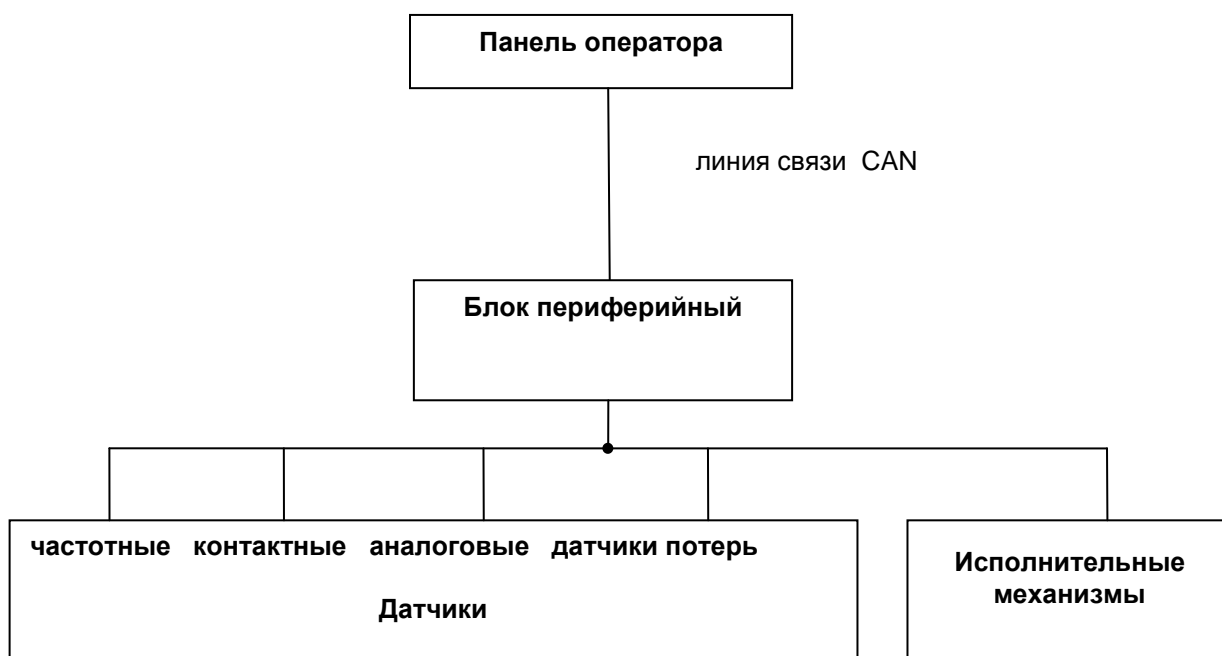 Панель оператора
линия связи CAN
Блок периферийный
частотные контактные аналоговые датчики потерь
Датчики
Исполнительные
механизмы